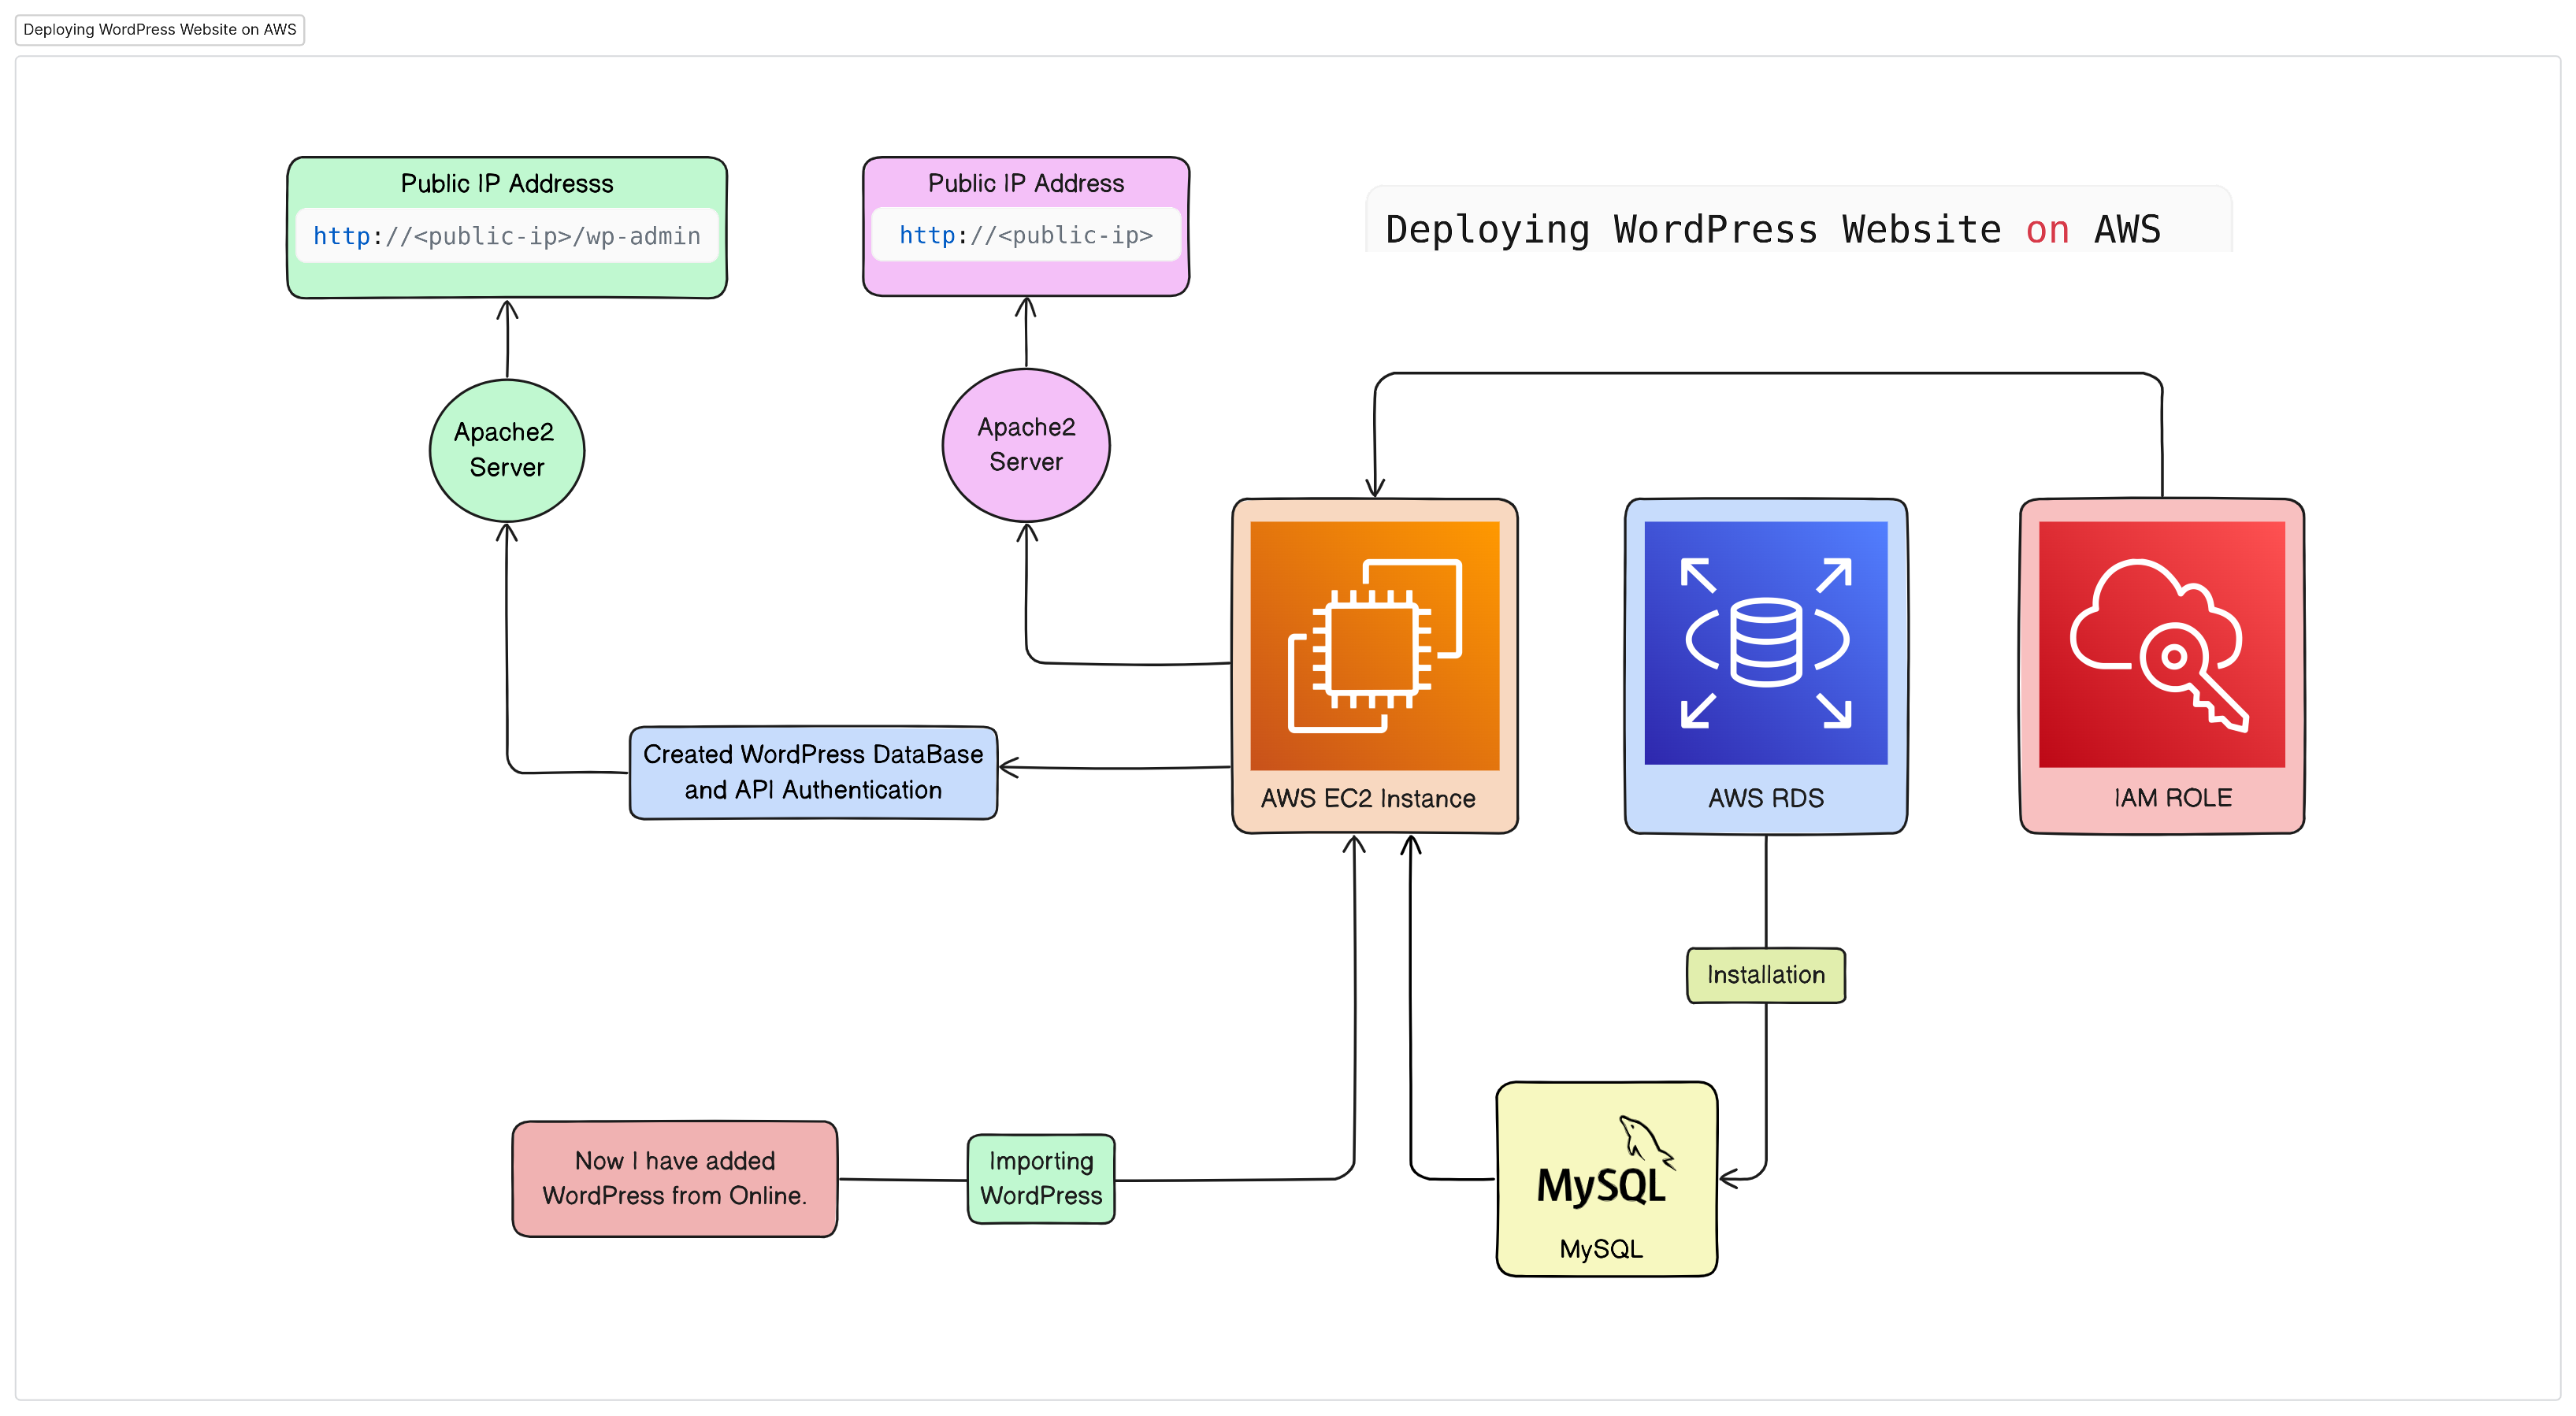 Deploying WordPress Website on AWS
Public IP Addresss
http://<public-ip>/wp-admin
Public IP Address
http://<public-ip>
Deploying WordPress Website on AWS
Apache2
Server
Apache2
Server
Created WordPress DataBase
and API Authentication
AWS EC2 Instance
AWS RDS
IAM ROLE
Installation
Now I have added
WordPress from Online.
Importing
WordPress
MySQL
MySQL